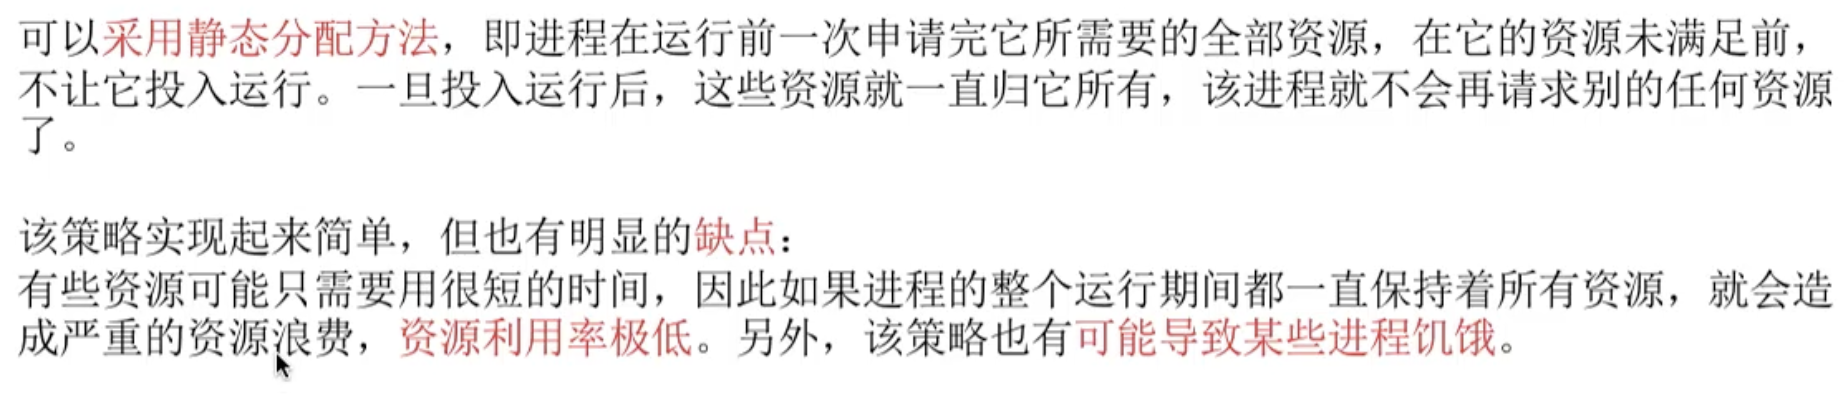 可以采用静态分配方法，即进程在运行前一次申请完它所需要的全部资源，在它的资源未满足前，
不让它投入运行。一旦投入运行后，这些资源就一直归它所有，该进程就不会再请求别的任何资源
了。
该策略实现起来简单，但也有明显的缺点：
有些资源可能只需要用很短的时间，因此如果进程的整个运行期间都一直保持着所有资源，就会造
成严重的资源浪费，资源利用率极低。另外，该策略也有可能导致某些进程饥饿。